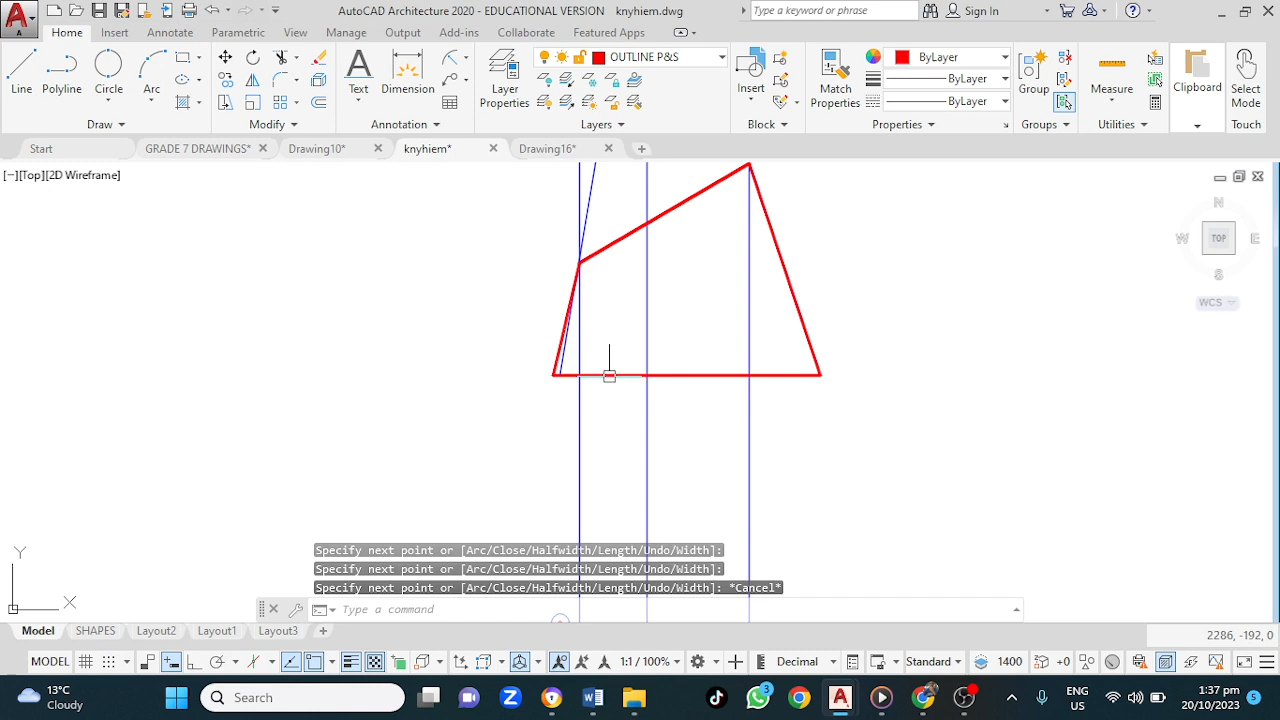 AutoCAD Architecture 2020 - EDUCATIONAL VERSION knyhiem.dwg
Type a keyword or phrase
Sign In
Home Insert Annotate Parametric View Manage Output Add-ins Collaborate Featured Apps
Line Polyline Circle Arc
Text Dimension
Layer Properties
OUTLINE P&S
Insert
Match Properties
ByLayer
ByLayer
ByLayer
Group
Measure
Clipboard
Select Mode
Draw Modify Annotation Layers Block Properties Groups Utilities Touch
Start GRADE 7 DRAWINGS* Drawing10* knyhiem* Drawing16*
[−][Top][2D Wireframe]
N
W TOP E
S
WCS
Specify next point or [Arc/Close/Halfwidth/Length/Undo/Width]:
Specify next point or [Arc/Close/Halfwidth/Length/Undo/Width]:
Specify next point or [Arc/Close/Halfwidth/Length/Undo/Width]: *Cancel*
Y
X
Type a command
Model SHAPES Layout2 Layout1 Layout3
2286, -192, 0
MODEL 1:1 / 100% Decimal Standard 1400 +0
13°C
Cloudy
Search
3
ENG
US
1:37 pm
20/10/2023
5